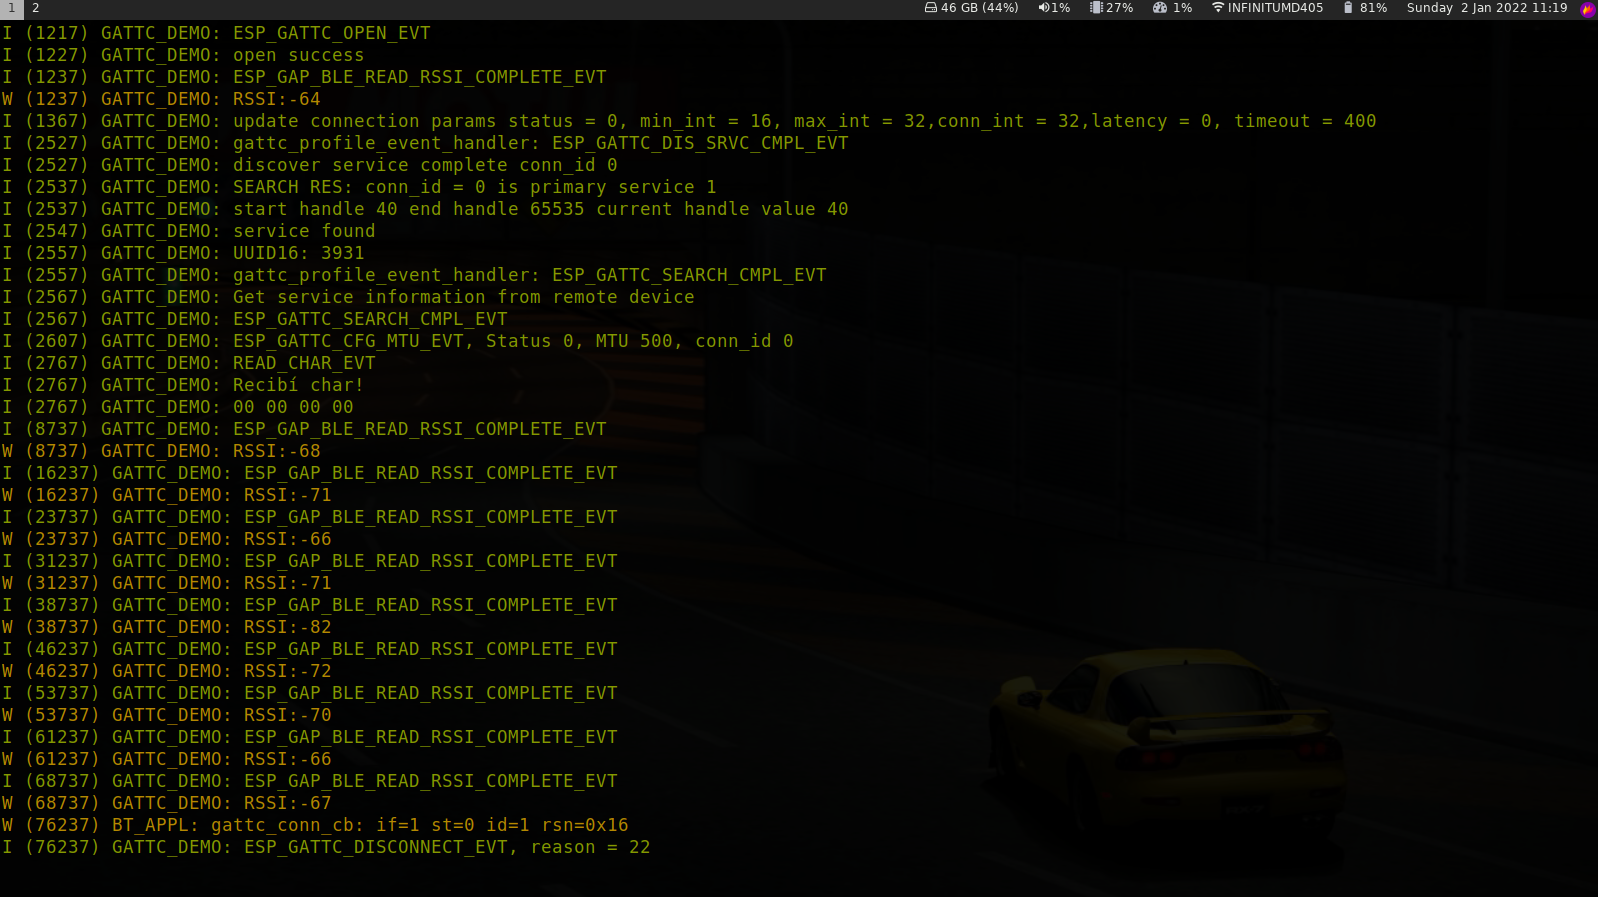 1 2 46 GB (44%) 1% 27% 1% INFINITUMD405 81% Sunday 2 Jan 2022 11:19
I (1217) GATTC_DEMO: ESP_GATTC_OPEN_EVT
I (1227) GATTC_DEMO: open success
I (1237) GATTC_DEMO: ESP_GAP_BLE_READ_RSSI_COMPLETE_EVT
W (1237) GATTC_DEMO: RSSI:-64
I (1367) GATTC_DEMO: update connection params status = 0, min_int = 16, max_int = 32,conn_int = 32,latency = 0, timeout = 400
I (2527) GATTC_DEMO: gattc_profile_event_handler: ESP_GATTC_DIS_SRVC_CMPL_EVT
I (2527) GATTC_DEMO: discover service complete conn_id 0
I (2537) GATTC_DEMO: SEARCH RES: conn_id = 0 is primary service 1
I (2537) GATTC_DEMO: start handle 40 end handle 65535 current handle value 40
I (2547) GATTC_DEMO: service found
I (2557) GATTC_DEMO: UUID16: 3931
I (2557) GATTC_DEMO: gattc_profile_event_handler: ESP_GATTC_SEARCH_CMPL_EVT
I (2567) GATTC_DEMO: Get service information from remote device
I (2567) GATTC_DEMO: ESP_GATTC_SEARCH_CMPL_EVT
I (2607) GATTC_DEMO: ESP_GATTC_CFG_MTU_EVT, Status 0, MTU 500, conn_id 0
I (2767) GATTC_DEMO: READ_CHAR_EVT
I (2767) GATTC_DEMO: Recibí char!
I (2767) GATTC_DEMO: 00 00 00 00
I (8737) GATTC_DEMO: ESP_GAP_BLE_READ_RSSI_COMPLETE_EVT
W (8737) GATTC_DEMO: RSSI:-68
I (16237) GATTC_DEMO: ESP_GAP_BLE_READ_RSSI_COMPLETE_EVT
W (16237) GATTC_DEMO: RSSI:-71
I (23737) GATTC_DEMO: ESP_GAP_BLE_READ_RSSI_COMPLETE_EVT
W (23737) GATTC_DEMO: RSSI:-66
I (31237) GATTC_DEMO: ESP_GAP_BLE_READ_RSSI_COMPLETE_EVT
W (31237) GATTC_DEMO: RSSI:-71
I (38737) GATTC_DEMO: ESP_GAP_BLE_READ_RSSI_COMPLETE_EVT
W (38737) GATTC_DEMO: RSSI:-82
I (46237) GATTC_DEMO: ESP_GAP_BLE_READ_RSSI_COMPLETE_EVT
W (46237) GATTC_DEMO: RSSI:-72
I (53737) GATTC_DEMO: ESP_GAP_BLE_READ_RSSI_COMPLETE_EVT
W (53737) GATTC_DEMO: RSSI:-70
I (61237) GATTC_DEMO: ESP_GAP_BLE_READ_RSSI_COMPLETE_EVT
W (61237) GATTC_DEMO: RSSI:-66
I (68737) GATTC_DEMO: ESP_GAP_BLE_READ_RSSI_COMPLETE_EVT
W (68737) GATTC_DEMO: RSSI:-67
W (76237) BT_APPL: gattc_conn_cb: if=1 st=0 id=1 rsn=0x16
I (76237) GATTC_DEMO: ESP_GATTC_DISCONNECT_EVT, reason = 22